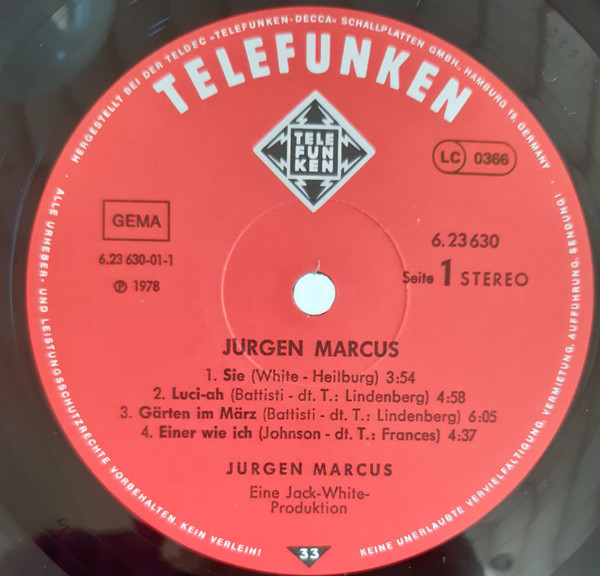 HERGESTELLT BEI DER TELDEC »TELEFUNKEN-DECCA« SCHALLPLATTEN GMBH., HAMBURG 19, GERMANY
TELEFUNKEN
TELE
FUN
KEN
LC 0366
GEMA
6.23 630-01-1
℗ 1978
6.23630
Seite 1 STEREO
JURGEN MARCUS
1. Sie (White - Heilburg) 3:54
2. Luci-ah (Battisti - dt. T.: Lindenberg) 4:58
3. Gärten im März (Battisti - dt. T.: Lindenberg) 6:05
4. Einer wie ich (Johnson - dt. T.: Frances) 4:37
JURGEN MARCUS
Eine Jack-White-
Produktion
33
ALLE URHEBER- UND LEISTUNGSSCHUTZRECHTE VORBEHALTEN. KEIN VERLEIH!
KEINE UNERLAUBTE VERVIELFÄLTIGUNG, VERMIETUNG, AUFFÜHRUNG, SENDUNG!